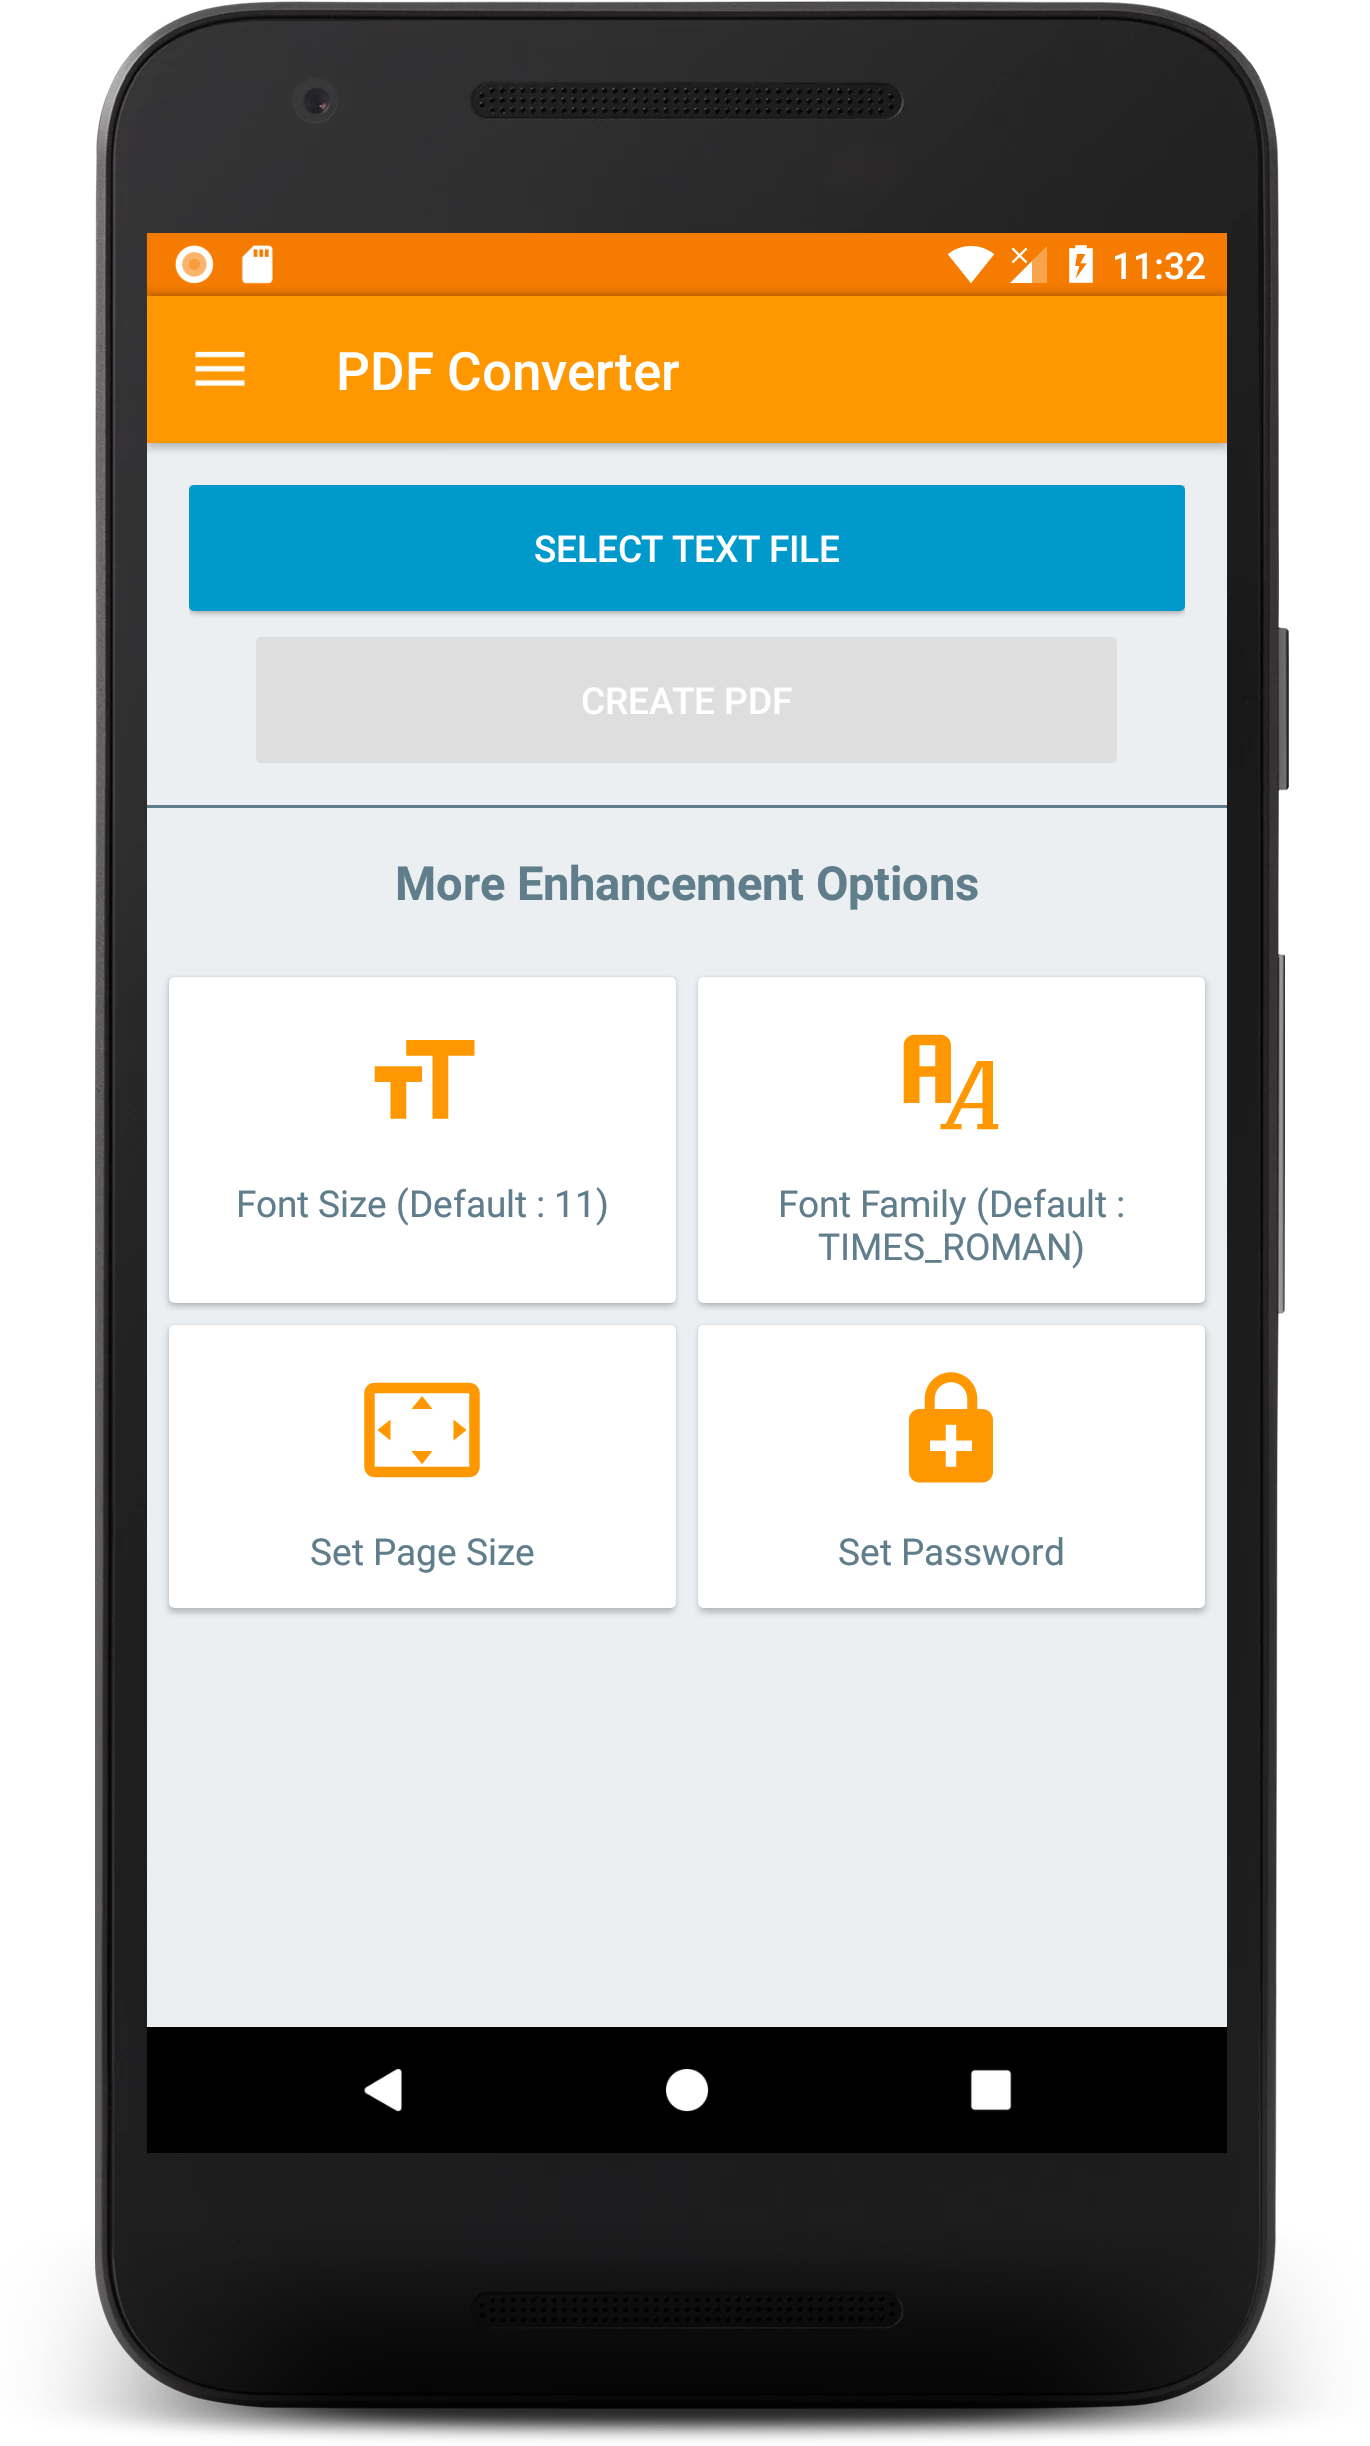 11:32
PDF Converter
SELECT TEXT FILE
CREATE PDF
More Enhancement Options
Font Size (Default : 11)
Font Family (Default :
TIMES_ROMAN)
Set Page Size
Set Password